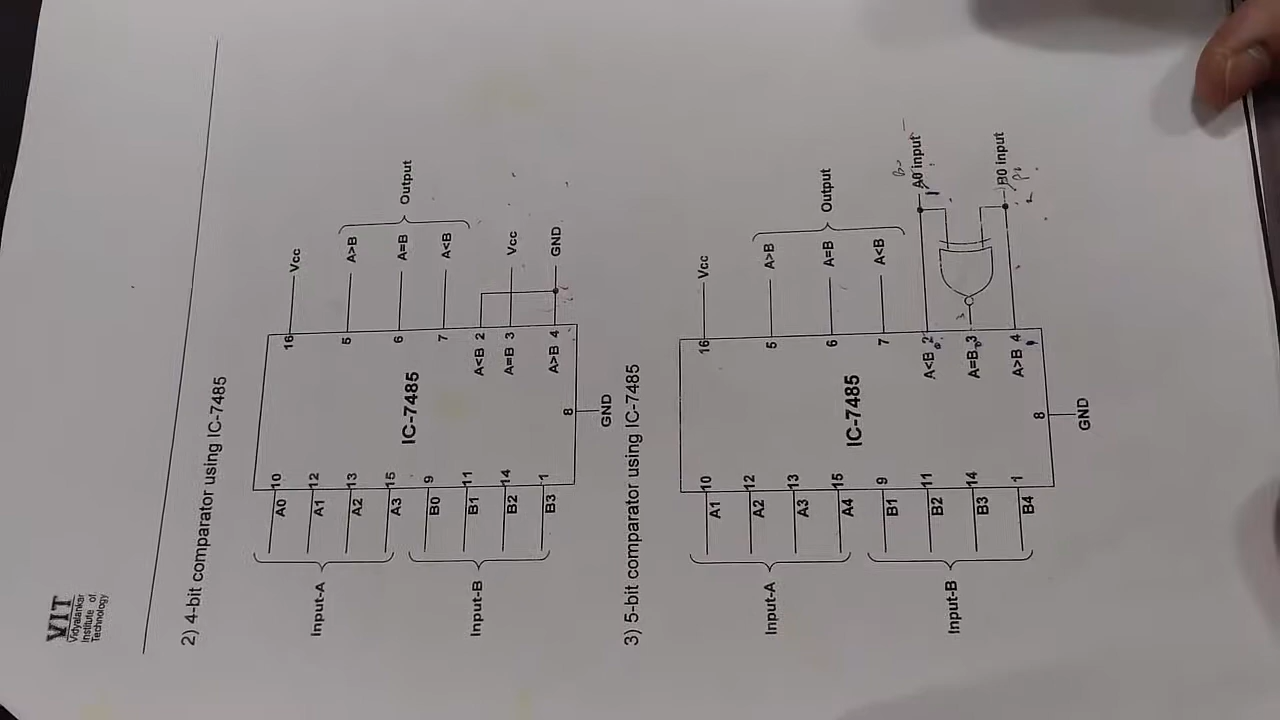 VIT
Vidyalankar
Institute of
Technology
2) 4-bit comparator using IC-7485
Input-A
A0 10
A1 12
A2 13
A3 15
Input-B
B0 9
B1 11
B2 14
B3 1
IC-7485
16 Vcc
5 A>B
6 A=B
7 A<B
Output
A<B 2
A=B 3 Vcc
A>B 4 GND
8 GND
3) 5-bit comparator using IC-7485
Input-A
A1 10
A2 12
A3 13
A4 15
Input-B
B1 9
B2 11
B3 14
B4 1
IC-7485
16 Vcc
5 A>B
6 A=B
7 A<B
Output
A<B 2 A0 input
A=B 3 3
A>B 4 B0 input
8 GND